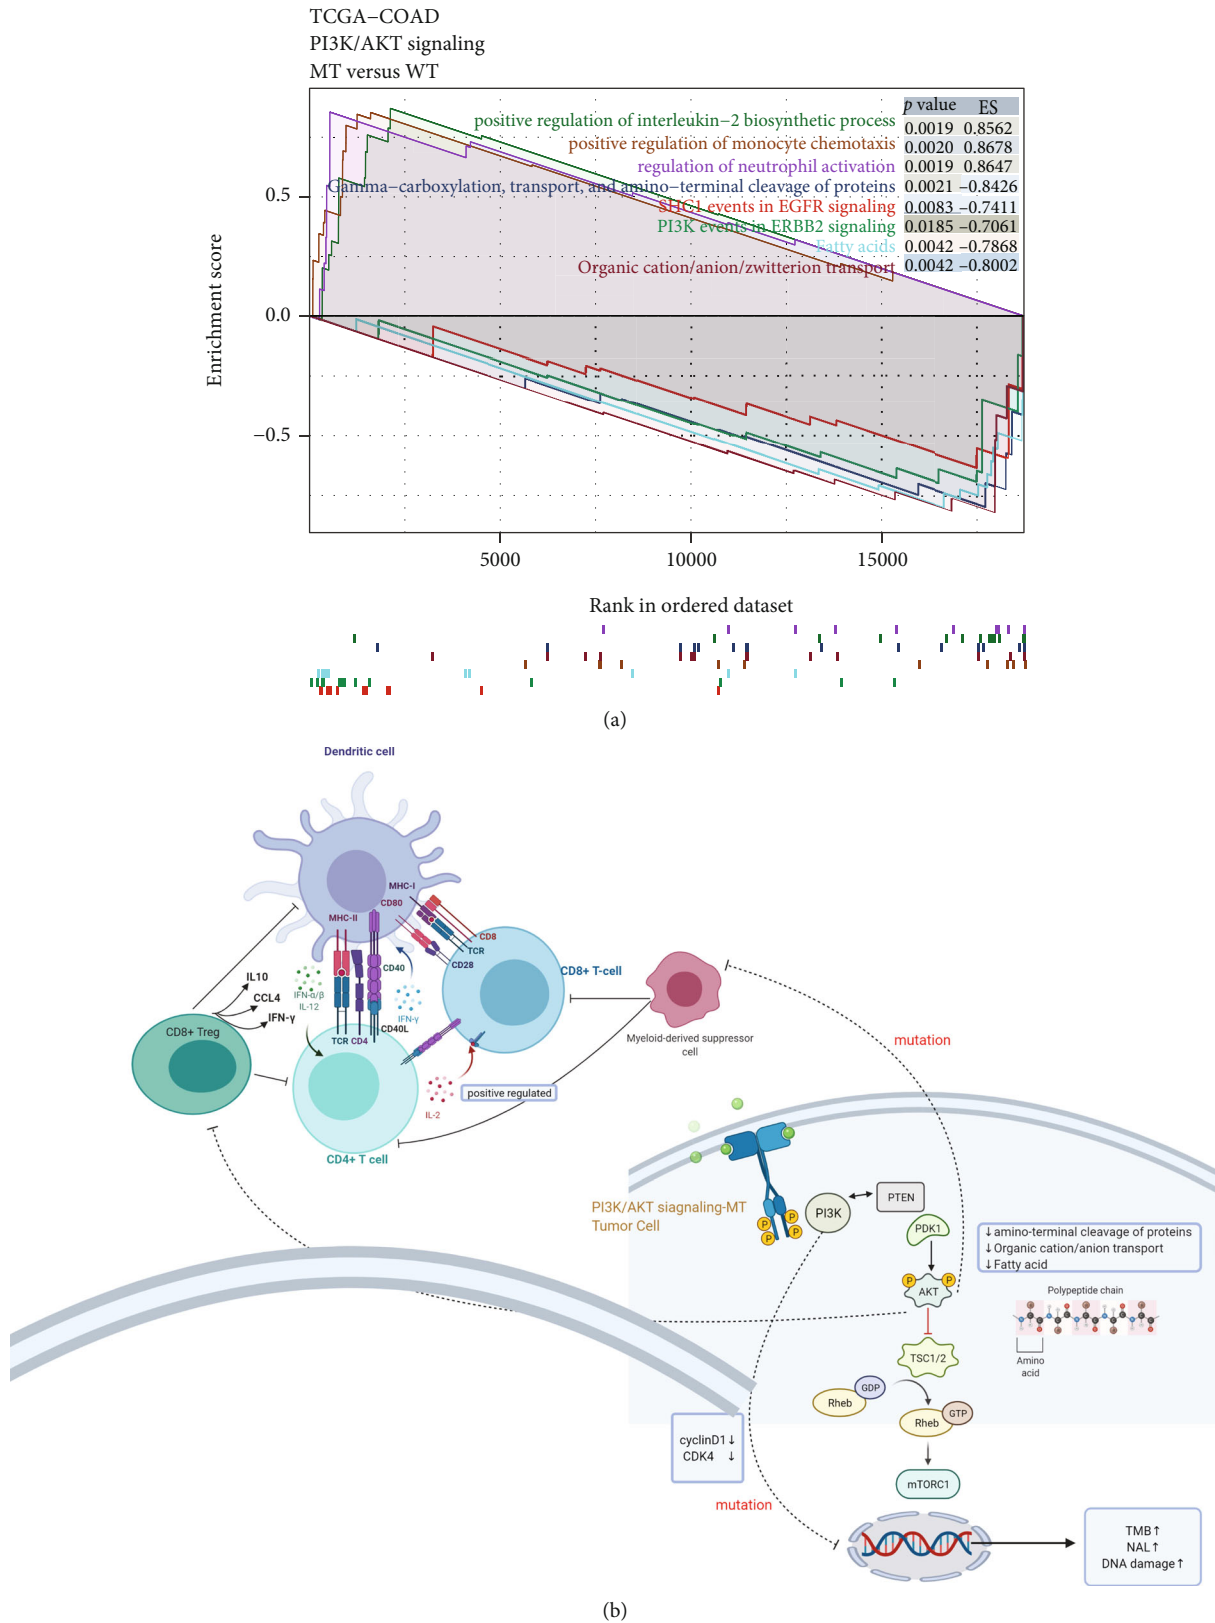 TCGA−COAD
PI3K/AKT signaling
MT versus WT
p value ES
positive regulation of interleukin−2 biosynthetic process 0.0019 0.8562
positive regulation of monocyte chemotaxis 0.0020 0.8678
regulation of neutrophil activation 0.0019 0.8647
Gamma−carboxylation, transport, and amino−terminal cleavage of proteins 0.0021 −0.8426
SHC1 events in EGFR signaling 0.0083 −0.7411
PI3K events in ERBB2 signaling 0.0185 −0.7061
Fatty acids 0.0042 −0.7868
Organic cation/anion/zwitterion transport 0.0042 −0.8002
0.5
0.0
−0.5
Enrichment score
5000 10000 15000
Rank in ordered dataset
(a)
Dendritic cell
MHC-I
CD80
MHC-II
CD8
TCR
CD28
CD40
CD8+ T-cell
IL10
CCL4
IFN-γ
IFN-α/β
IL-12
IFN-γ
CD40L
TCR CD4
CD8+ Treg
Myeloid-derived suppressor
cell
mutation
positive regulated
IL-2
CD4+ T cell
PI3K/AKT siagnaling-MT
Tumor Cell
P
P
P
P
PI3K
PTEN
PDK1
P
P
AKT
↓amino-terminal cleavage of proteins
↓Organic cation/anion transport
↓Fatty acid
Polypeptide chain
Amino
acid
TSC1/2
Rheb
GDP
Rheb
GTP
mTORC1
cyclinD1↓
CDK4 ↓
mutation
TMB↑
NAL↑
DNA damage↑
(b)